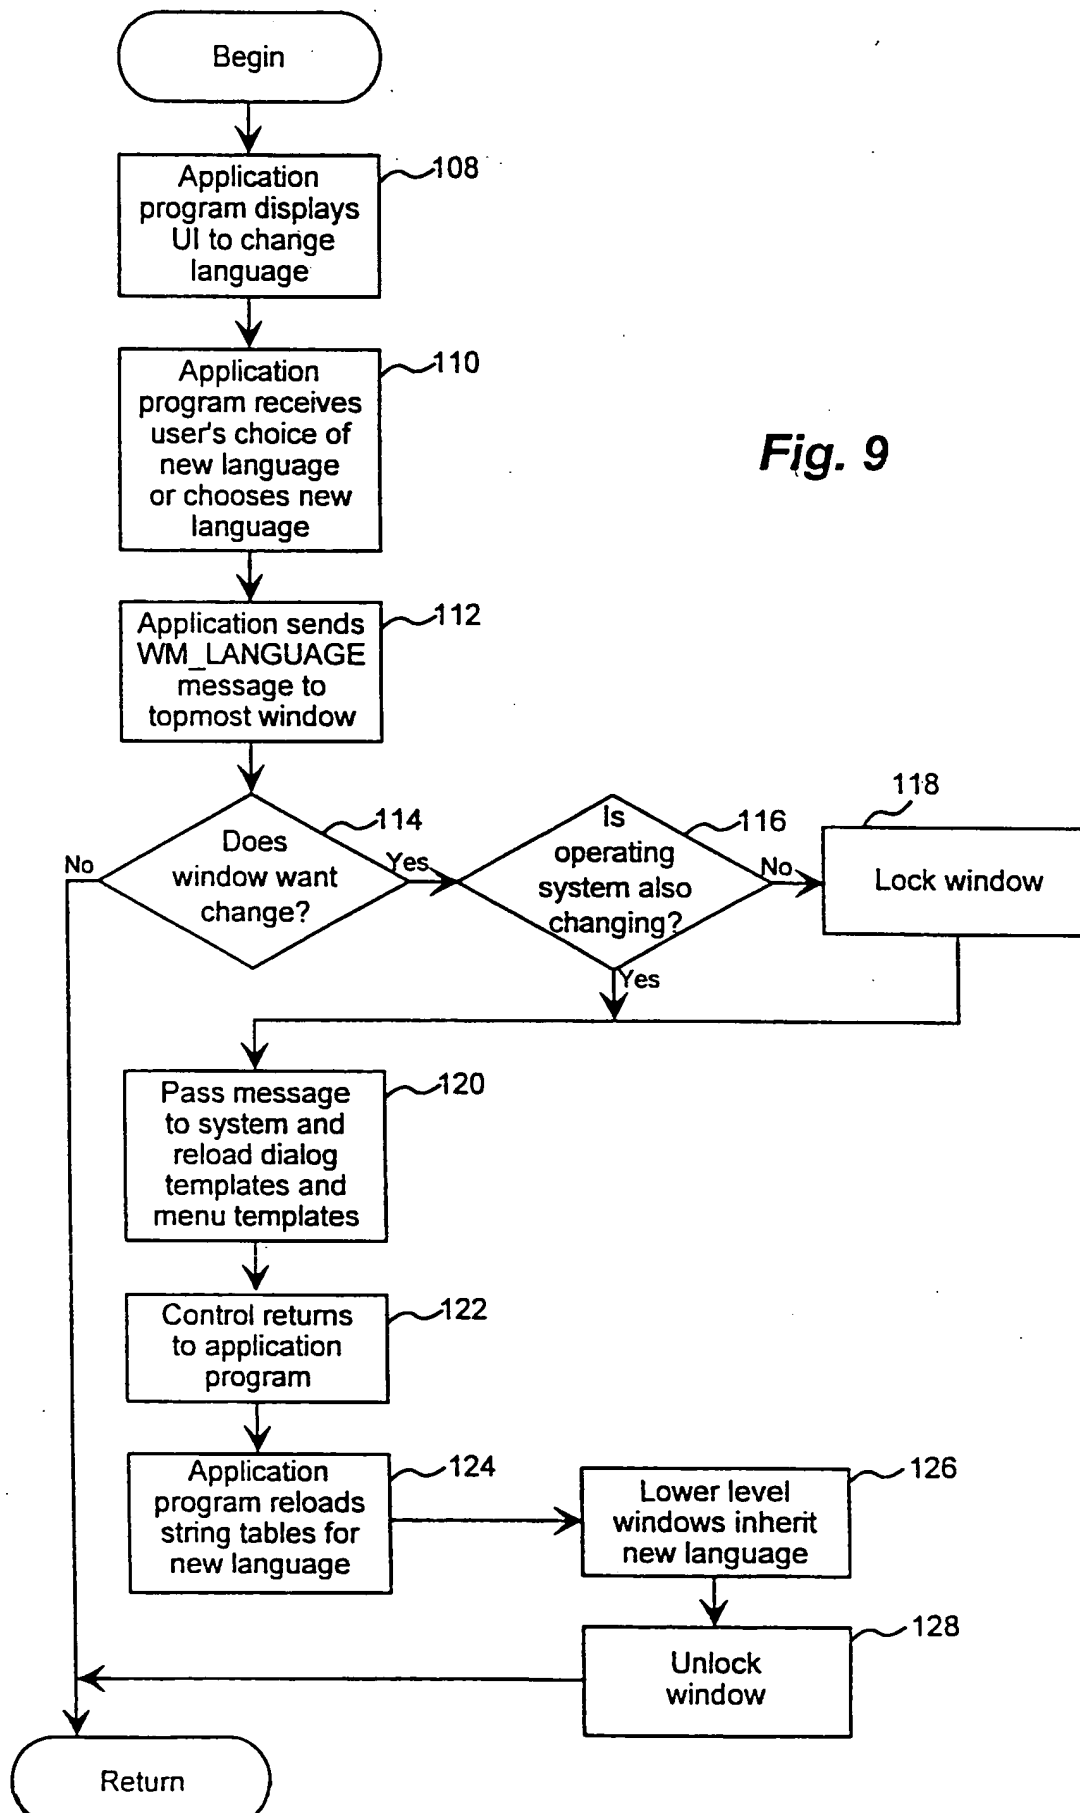 Begin
108
Application
program displays
UI to change
language
110
Application
program receives
user's choice of
new language
or chooses new
language
Fig. 9
112
Application sends
WM_LANGUAGE
message to
topmost window
114
Does
window want
change?
No
Yes
116
Is
operating
system also
changing?
No
Yes
118
Lock window
120
Pass message
to system and
reload dialog
templates and
menu templates
122
Control returns
to application
program
124
Application
program reloads
string tables for
new language
126
Lower level
windows inherit
new language
128
Unlock
window
Return